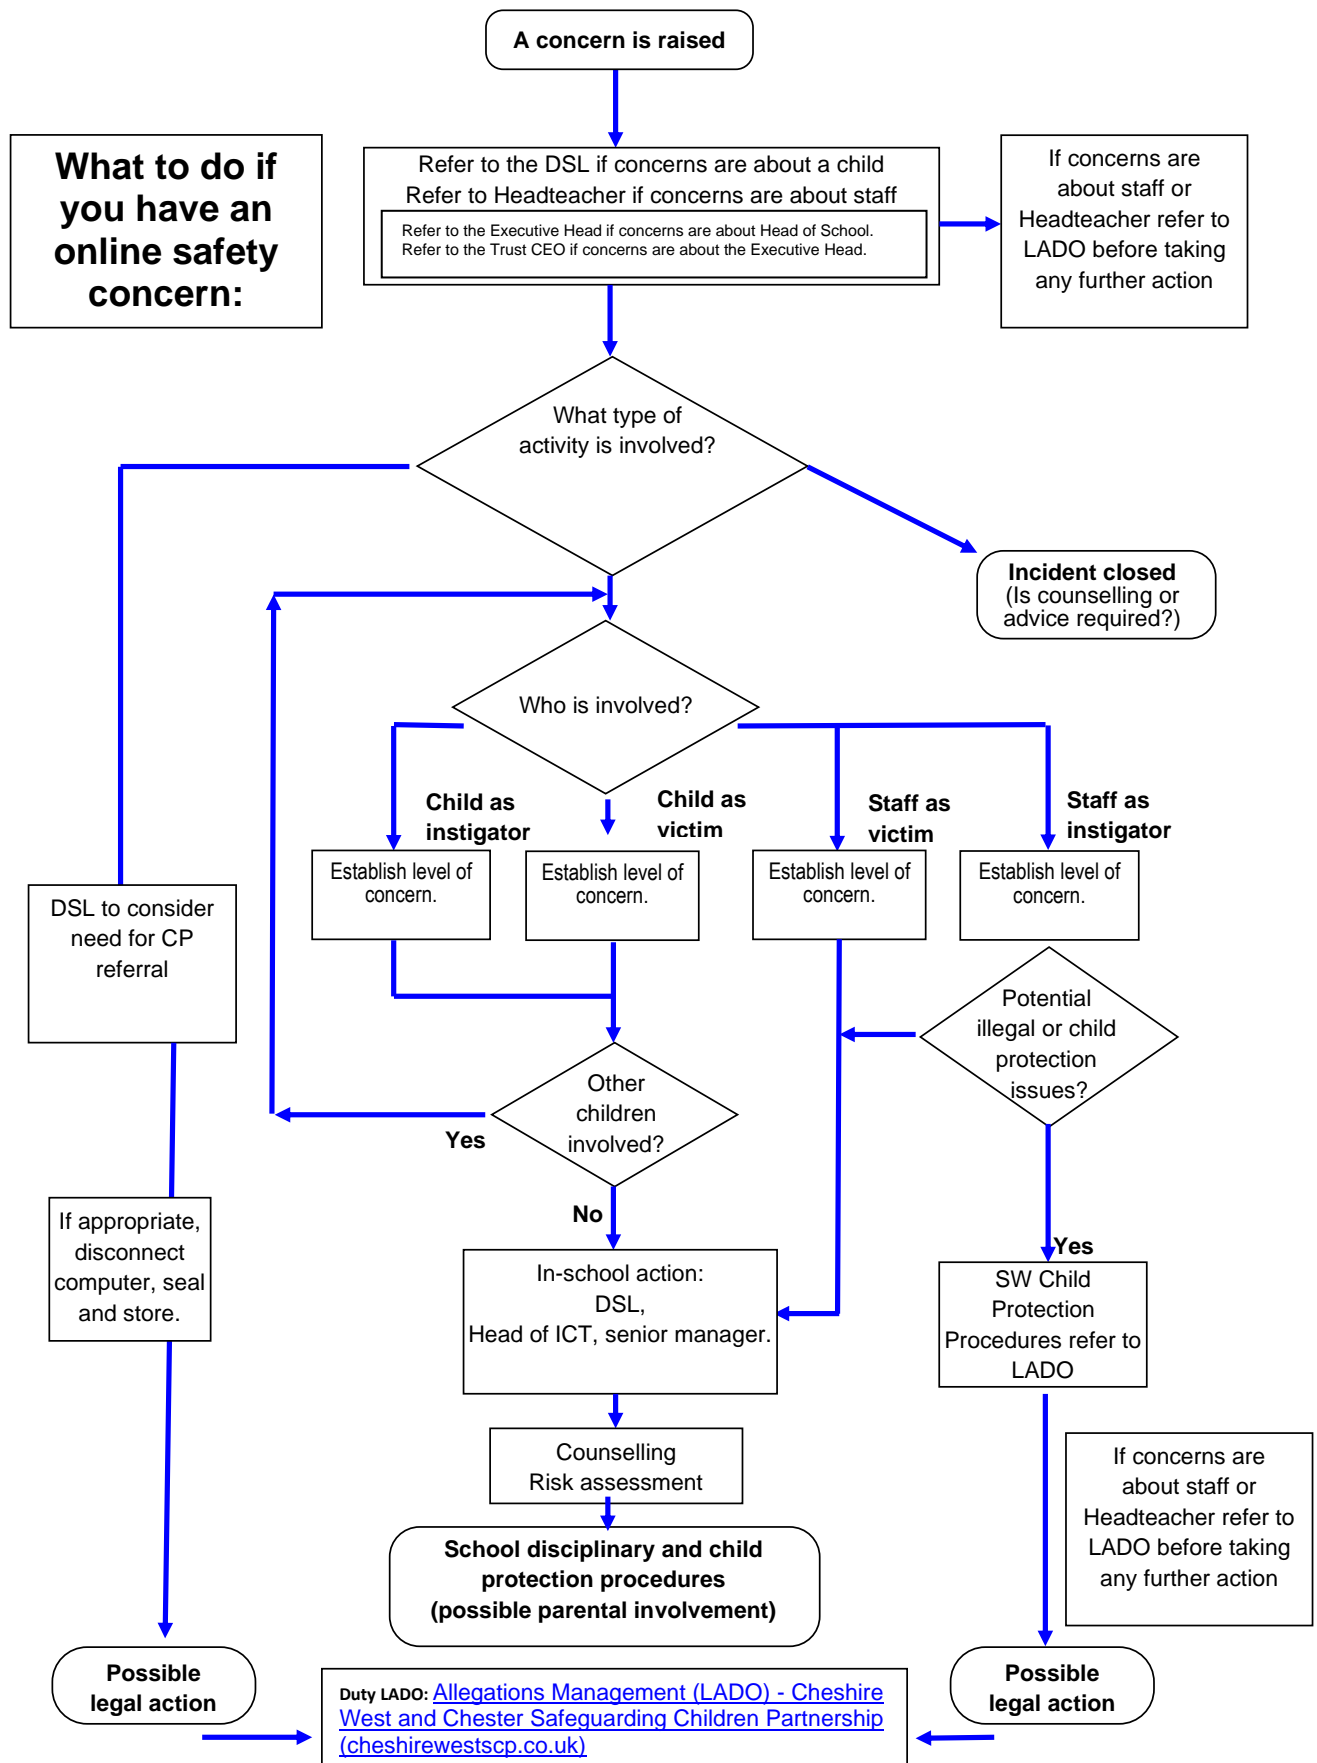 A concern is raised
What to do if
you have an
online safety
concern:
Refer to the DSL if concerns are about a child
Refer to Headteacher if concerns are about staff
Refer to the Executive Head if concerns are about Head of School.
Refer to the Trust CEO if concerns are about the Executive Head.
If concerns are
about staff or
Headteacher refer to
LADO before taking
any further action
What type of
activity is involved?
Incident closed
(Is counselling or
advice required?)
Who is involved?
Child as
instigator
Child as
victim
Staff as
victim
Staff as
instigator
Establish level of
concern.
Establish level of
concern.
Establish level of
concern.
Establish level of
concern.
DSL to consider
need for CP
referral
Potential
illegal or child
protection
issues?
Other
children
involved?
Yes
No
If appropriate,
disconnect
computer, seal
and store.
In-school action:
DSL,
Head of ICT, senior manager.
Yes
SW Child
Protection
Procedures refer to
LADO
Counselling
Risk assessment
If concerns are
about staff or
Headteacher refer to
LADO before taking
any further action
School disciplinary and child
protection procedures
(possible parental involvement)
Possible
legal action
Possible
legal action
Duty LADO: Allegations Management (LADO) - Cheshire
West and Chester Safeguarding Children Partnership
(cheshirewestscp.co.uk)